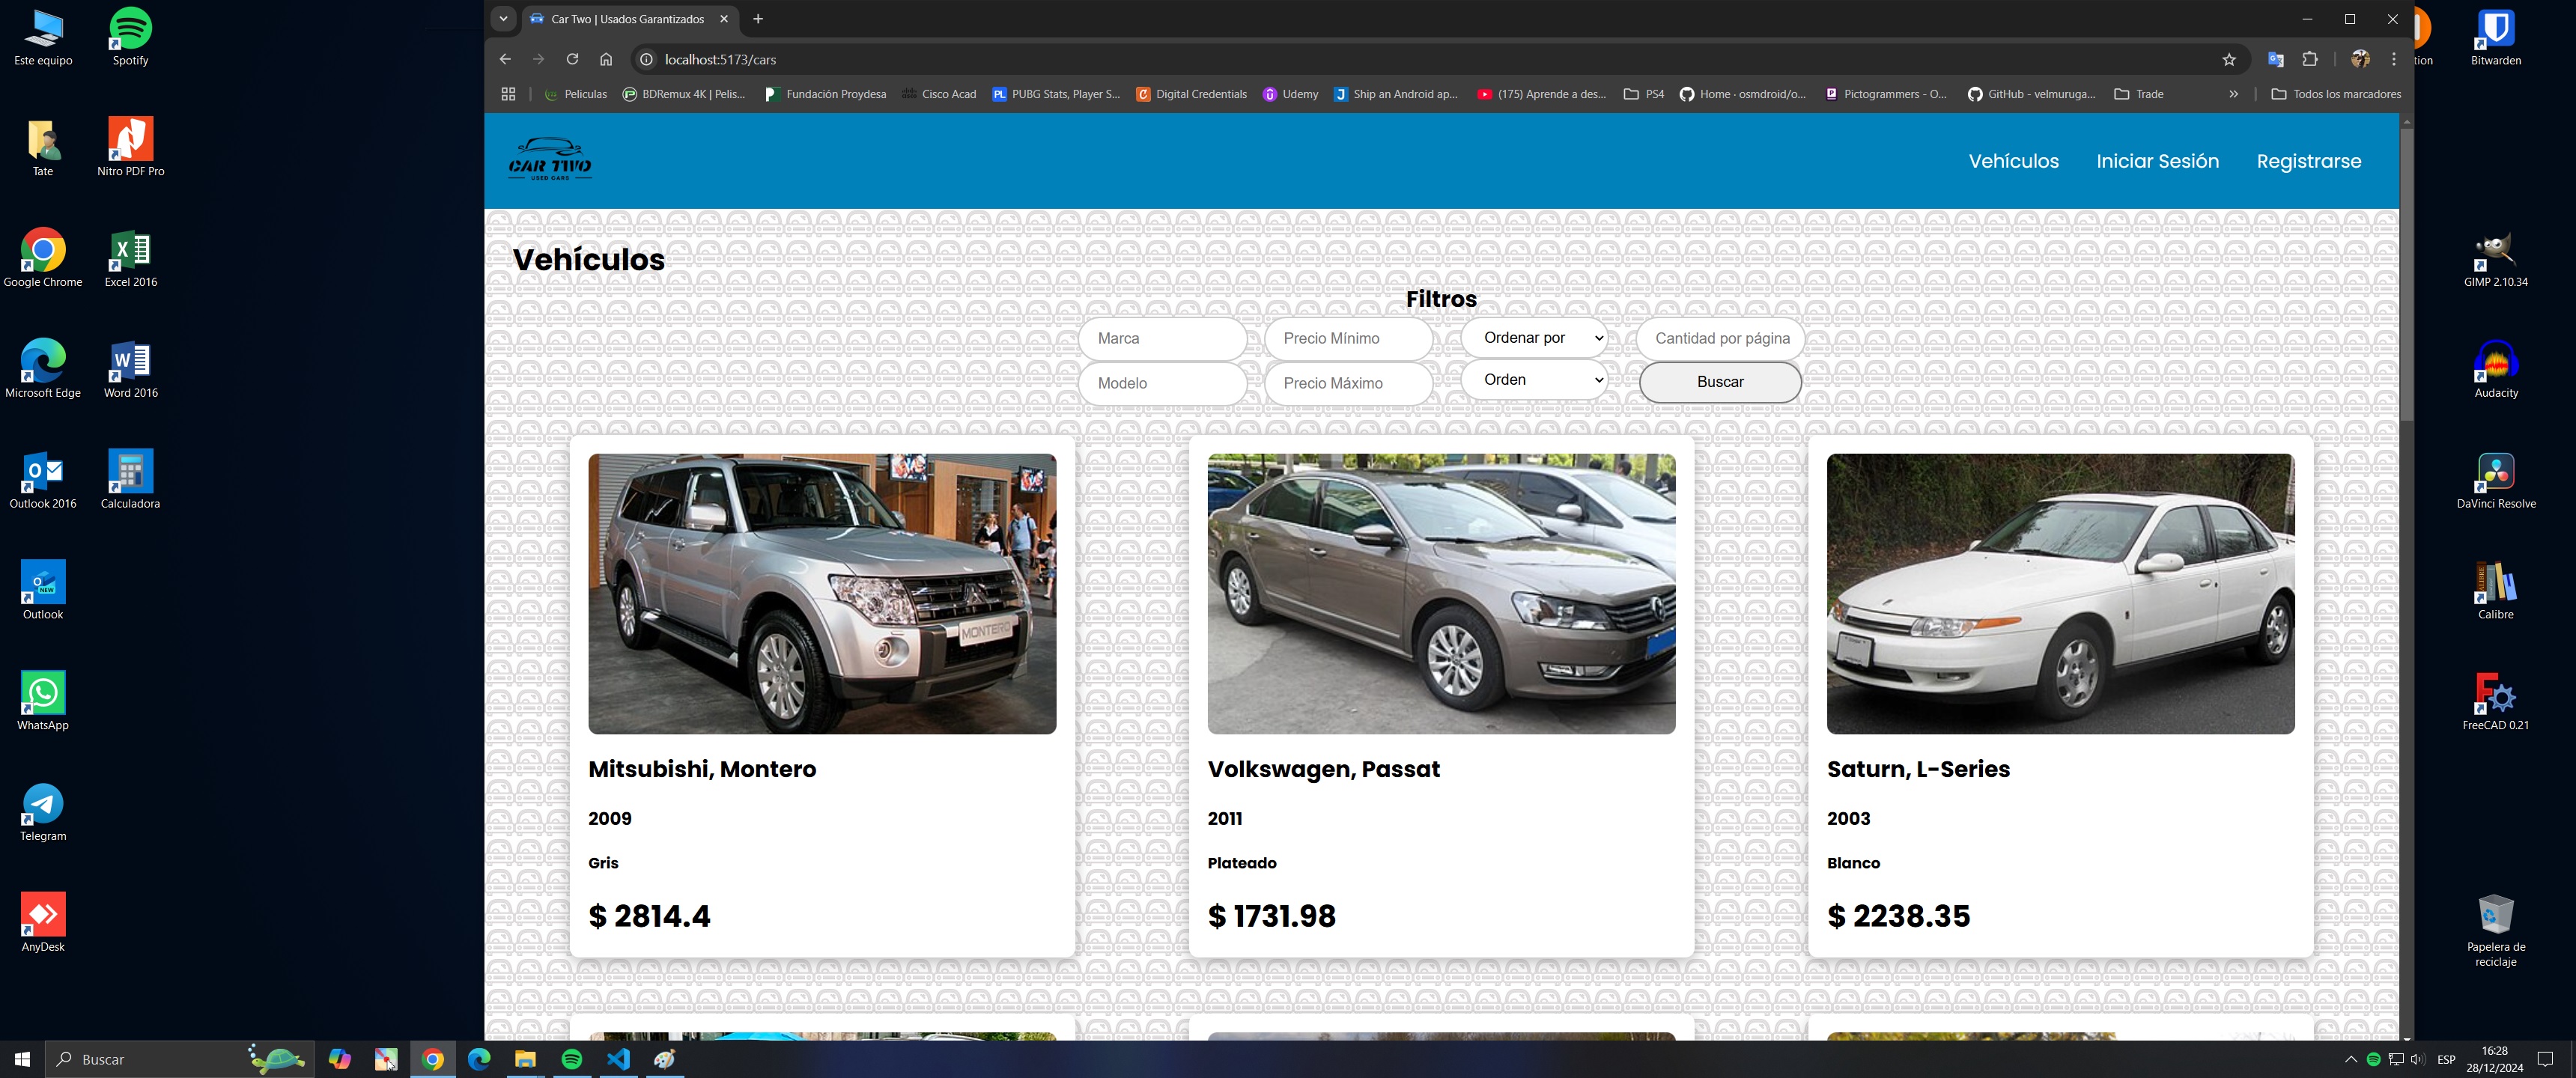 Este equipo
Spotify
Tate
Nitro PDF Pro
Google Chrome
Excel 2016
Microsoft Edge
Word 2016
Outlook 2016
Calculadora
Outlook
WhatsApp
Telegram
AnyDesk
Car Two | Usados Garantizados
localhost:5173/cars
Peliculas
BDRemux 4K | Pelis...
Fundación Proydesa
Cisco Acad
PUBG Stats, Player S...
Digital Credentials
Udemy
Ship an Android ap...
(175) Aprende a des...
PS4
Home · osmdroid/o...
Pictogrammers - O...
GitHub - velmuruga...
Trade
Todos los marcadores
CAR TWO
USED CARS
Vehículos
Iniciar Sesión
Registrarse
Vehículos
Filtros
Marca
Precio Mínimo
Ordenar por
Cantidad por página
Modelo
Precio Máximo
Orden
Buscar
MONTERO
Mitsubishi, Montero
2009
Gris
$ 2814.4
Volkswagen, Passat
2011
Plateado
$ 1731.98
Saturn, L-Series
2003
Blanco
$ 2238.35
tion
Bitwarden
GIMP 2.10.34
Audacity
DaVinci Resolve
Calibre
FreeCAD 0.21
Papelera de
reciclaje
Buscar
ESP
16:28
28/12/2024